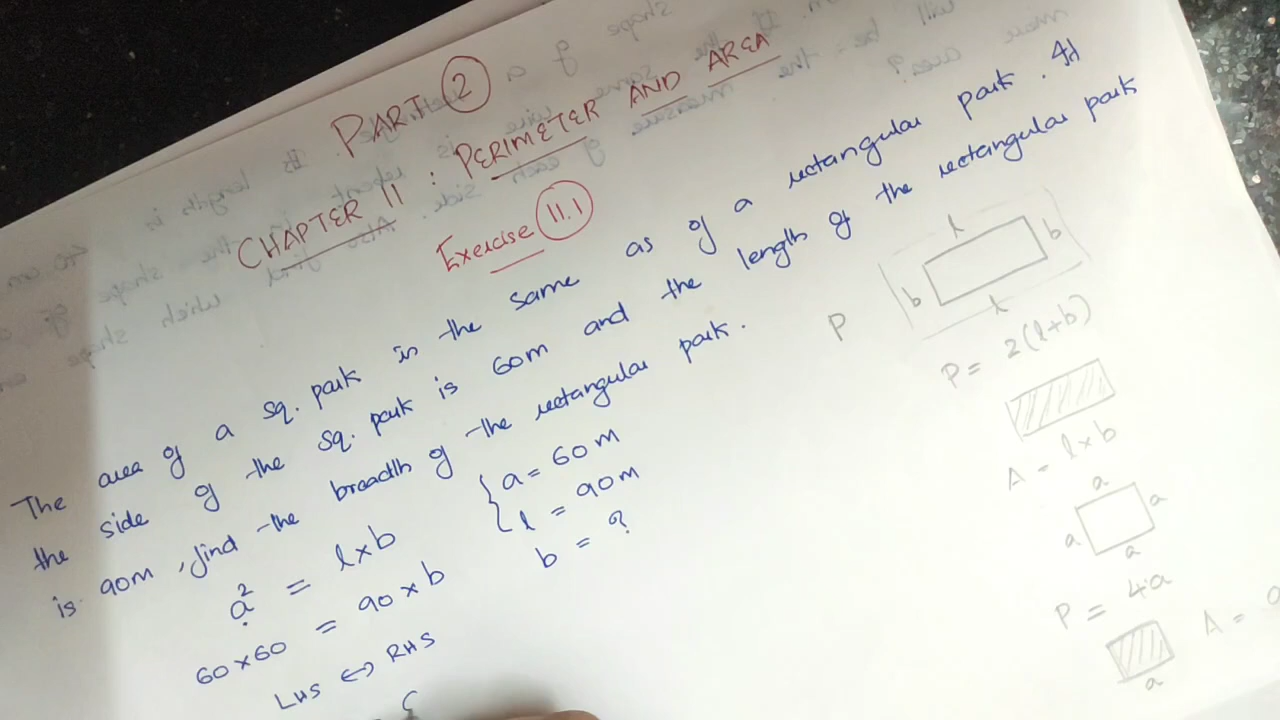 PART 2
CHAPTER 11 : PERIMETER AND AREA
Exercise 11.1
The area of a sq. park is the same as of a rectangular park. If
the side of the sq. park is 60m and the length of the rectangular park
is 90m, find the breadth of the rectangular park.
a² = l×b
60×60 = 90×b
LHS ↔ RHS
{ a = 60m
l = 90m
b = ?
P
l
b
b
l
P = 2(l+b)
A = l×b
a
a
a
a
P = 4a
A =
a